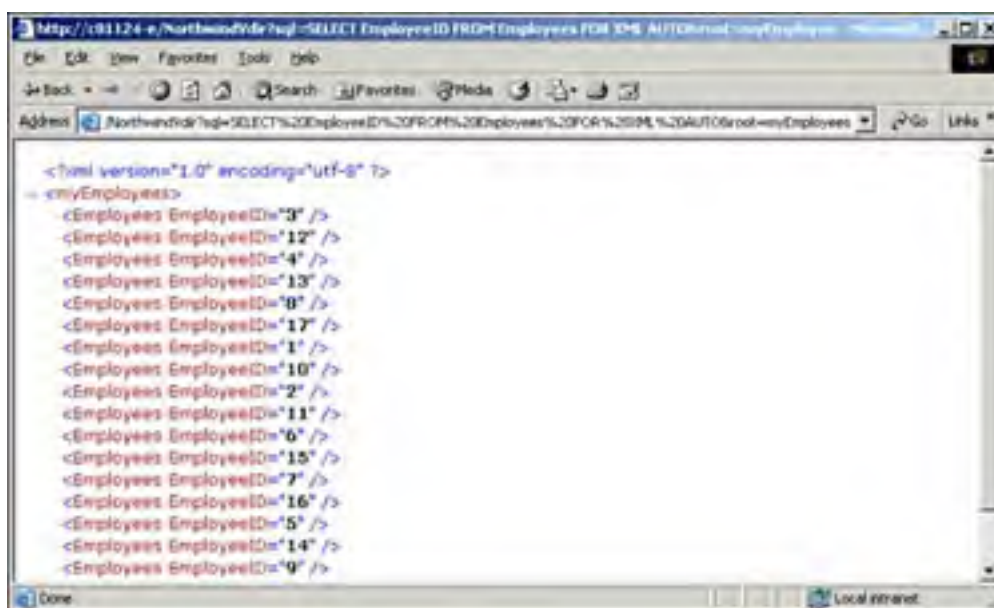 http://c81124-e/NorthwindVdir?sql=SELECT EmployeeID FROM Employees FOR XML AUTO&root=myEmployees
File Edit View Favorites Tools Help
Back Search Favorites Media
Address /NorthwindVdir?sql=SELECT%20EmployeeID%20FROM%20Employees%20FOR%20XML%20AUTO&root=myEmployees Go Links »
<?xml version="1.0" encoding="utf-8" ?>
- <myEmployees>
<Employees EmployeeID="3" />
<Employees EmployeeID="12" />
<Employees EmployeeID="4" />
<Employees EmployeeID="13" />
<Employees EmployeeID="8" />
<Employees EmployeeID="17" />
<Employees EmployeeID="1" />
<Employees EmployeeID="10" />
<Employees EmployeeID="2" />
<Employees EmployeeID="11" />
<Employees EmployeeID="6" />
<Employees EmployeeID="15" />
<Employees EmployeeID="7" />
<Employees EmployeeID="16" />
<Employees EmployeeID="5" />
<Employees EmployeeID="14" />
<Employees EmployeeID="9" />
Done Local intranet